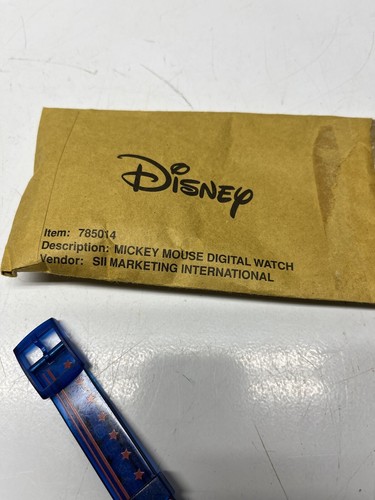 Disney
Item: 785014
Description: MICKEY MOUSE DIGITAL WATCH
Vendor: SII MARKETING INTERNATIONAL